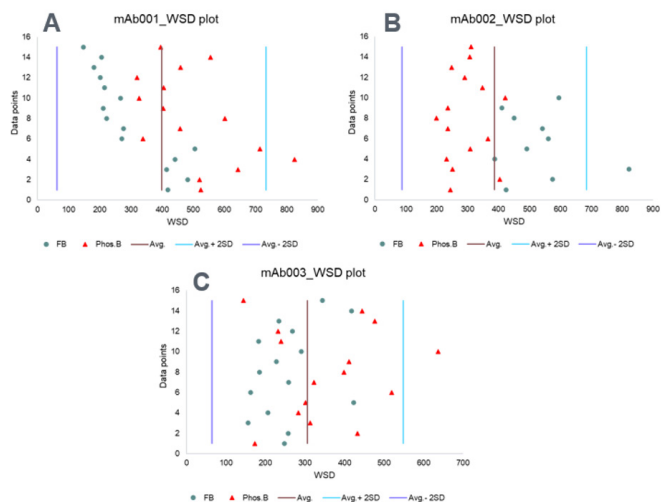 A
mAb001_WSD plot
16
14
12
10
8
6
4
2
0
Data points
0 100 200 300 400 500 600 700 800 900
WSD
FB Phos.B Avg. Avg.+ 2SD Avg.- 2SD
B
mAb002_WSD plot
16
14
12
10
8
6
4
2
0
Data points
0 100 200 300 400 500 600 700 800 900
WSD
FB Phos.B Avg. Avg.+ 2SD Avg.- 2SD
C
mAb003_WSD plot
16
14
12
10
8
6
4
2
0
Data points
0 100 200 300 400 500 600 700
WSD
FB Phos.B Avg. Avg.+ 2SD Avg.- 2SD